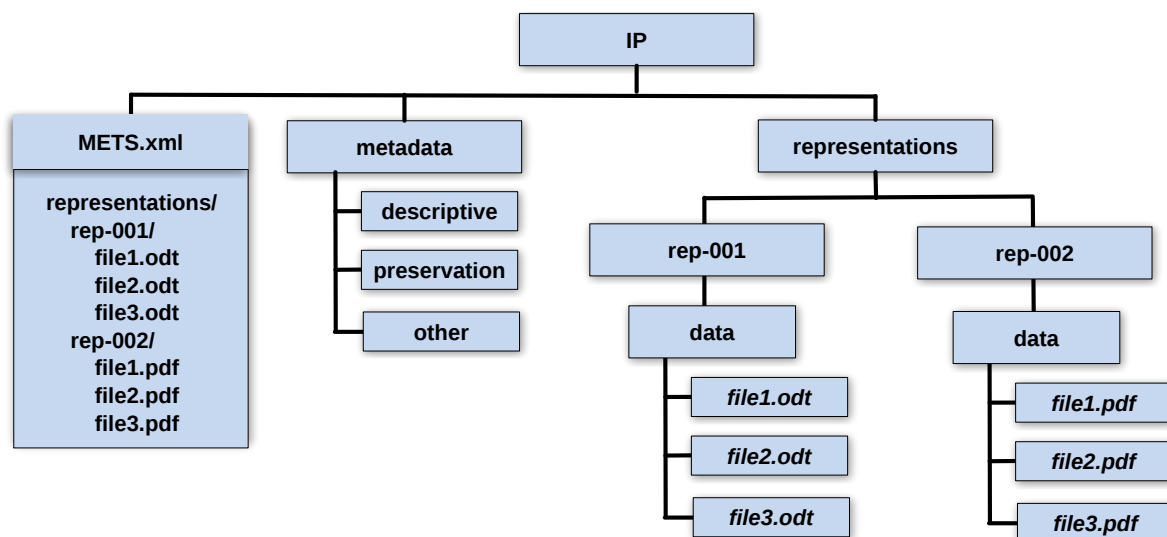 IP
METS.xml
representations/
rep-001/
file1.odt
file2.odt
file3.odt
rep-002/
file1.pdf
file2.pdf
file3.pdf
metadata
descriptive
preservation
other
representations
rep-001
data
file1.odt
file2.odt
file3.odt
rep-002
data
file1.pdf
file2.pdf
file3.pdf